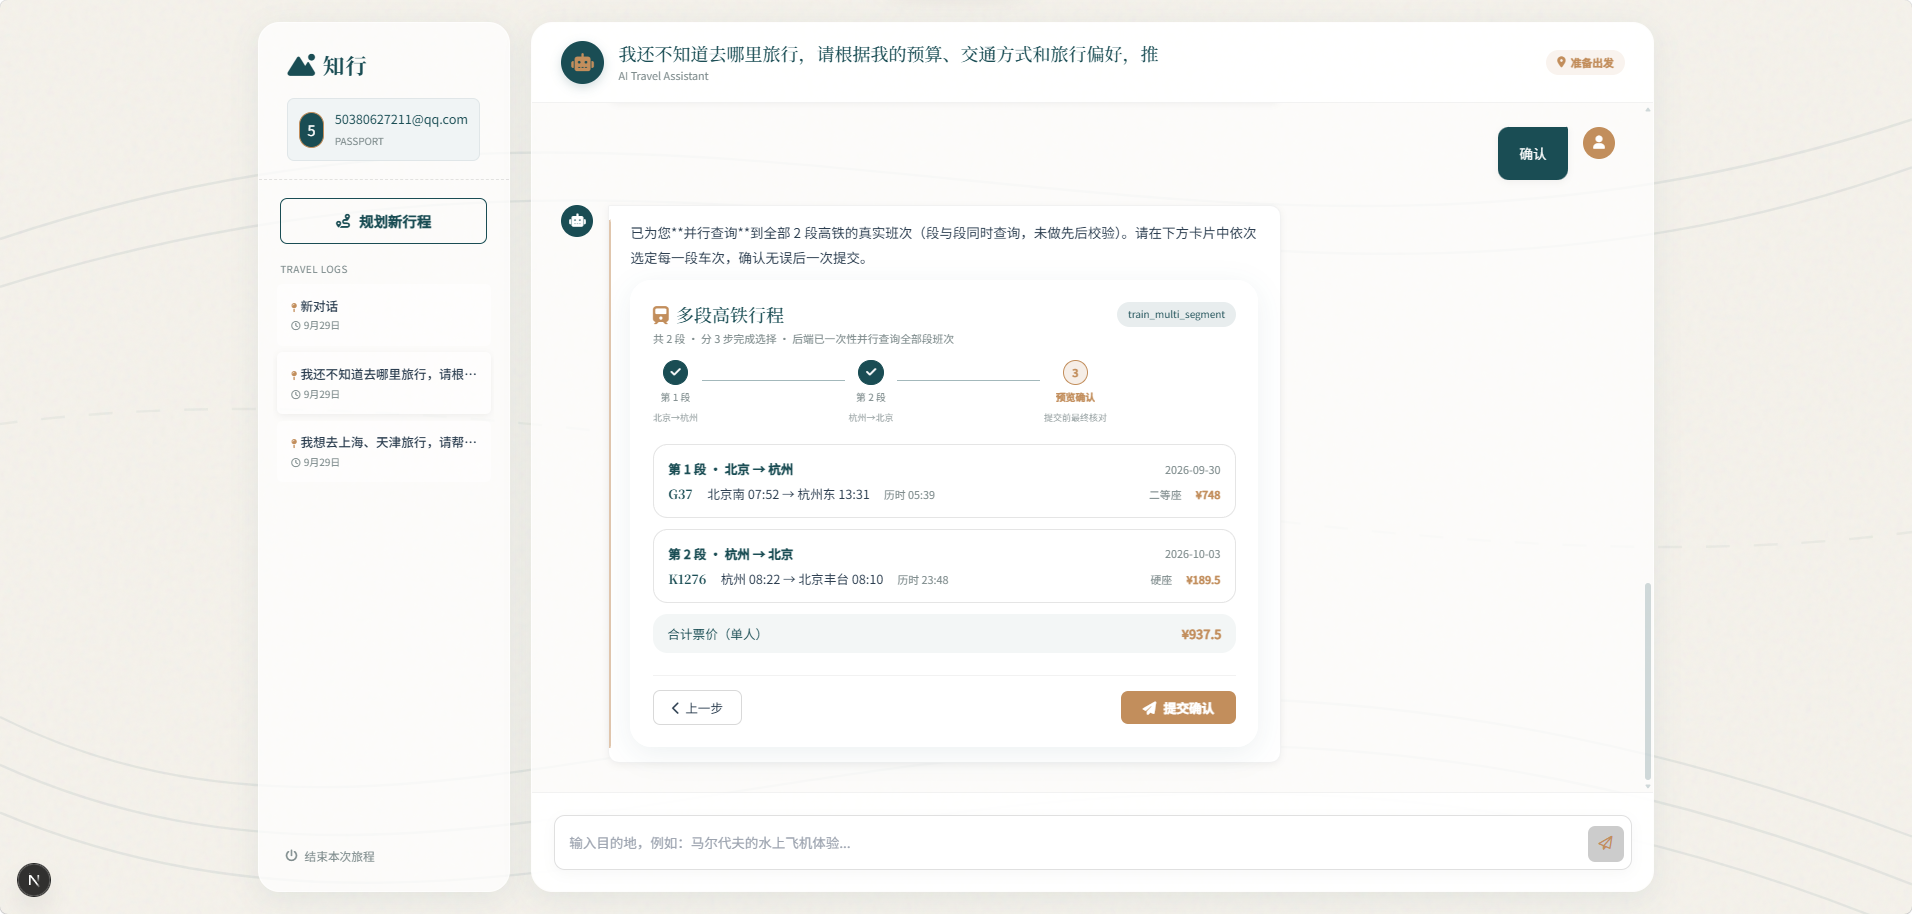 知行
5
50380627211@qq.com
PASSPORT
规划新行程
TRAVEL LOGS
新对话
9月29日
我还不知道去哪里旅行，请根…
9月29日
我想去上海、天津旅行，请帮…
9月29日
结束本次旅程
N
我还不知道去哪里旅行，请根据我的预算、交通方式和旅行偏好，推
AI Travel Assistant
准备出发
确认
已为您**并行查询**到全部 2 段高铁的真实班次（段与段同时查询，未做先后校验）。请在下方卡片中依次
选定每一段车次，确认无误后一次提交。
多段高铁行程
train_multi_segment
共 2 段 · 分 3 步完成选择 · 后端已一次性并行查询全部段班次
3
第 1 段
第 2 段
预览确认
北京→杭州
杭州→北京
提交前最终核对
第 1 段 · 北京 → 杭州
2026-09-30
G37 北京南 07:52 → 杭州东 13:31 历时 05:39
二等座 ¥748
第 2 段 · 杭州 → 北京
2026-10-03
K1276 杭州 08:22 → 北京丰台 08:10 历时 23:48
硬座 ¥189.5
合计票价（单人）
¥937.5
上一步
提交确认
输入目的地，例如：马尔代夫的水上飞机体验...